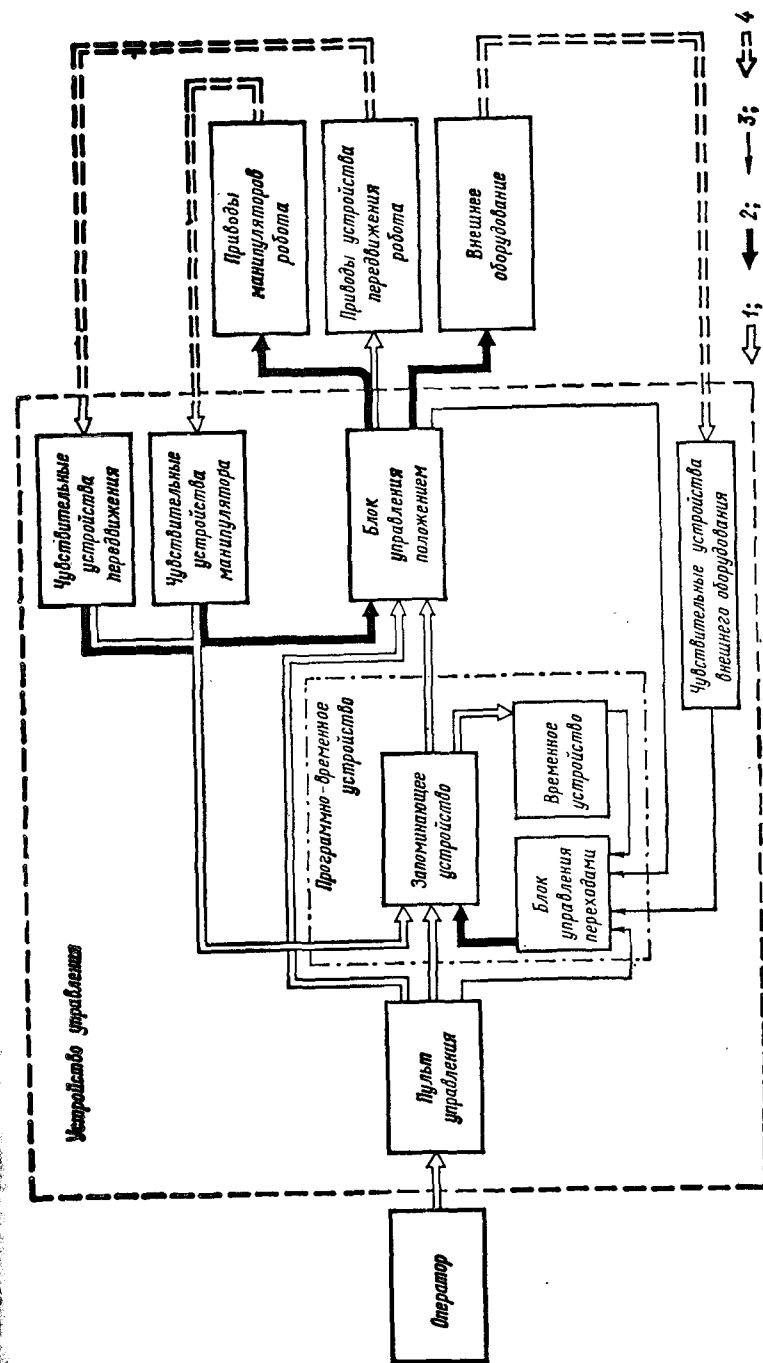 Устройство управления
Оператор
Пульт
управления
Программно-временное
устройство
Запоминающее
устройство
Блок
управления
переходами
Временное
устройство
Чувствительные
устройства
передвижения
Чувствительные
устройства
манипулятора
Блок
управления
положением
Чувствительные устройства
внешнего оборудования
Приводы
манипуляторов
робота
Приводы устройства
передвижения
робота
Внешнее
оборудование
1; 2; 3; 4